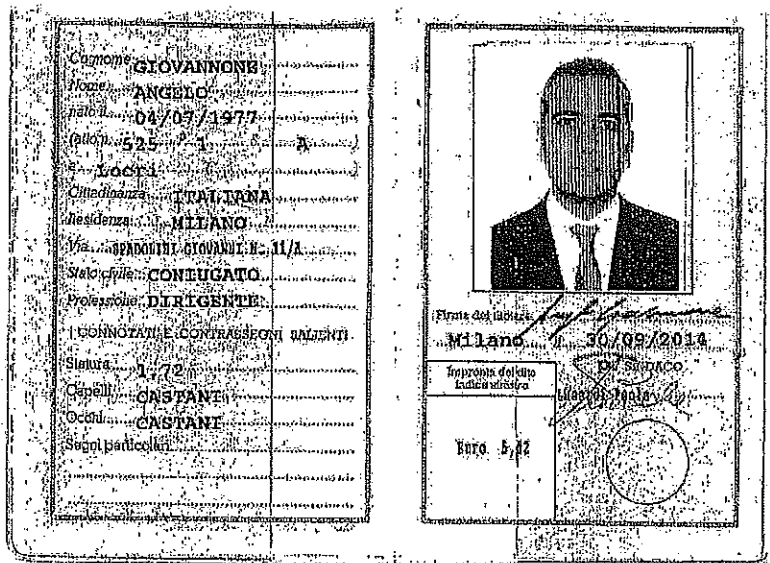 Cognome GIOVANNONE
Nome ANGELO
nato il 04/07/1977
(atto n. 525 P. 1 S. A )
a Locri
Cittadinanza ITALIANA
Residenza MILANO
Via SPADOLINI GIOVANNI N. 11/A
Stato civile CONIUGATO
Professione DIRIGENTE
CONNOTATI E CONTRASSEGNI SALIENTI
Statura 1,72
Capelli CASTANI
Occhi CASTANI
Segni particolari
Firma del titolare
Milano 30/09/2014
SINDACO
Impronta del dito
indice sinistro
Paola
Euro 5,42